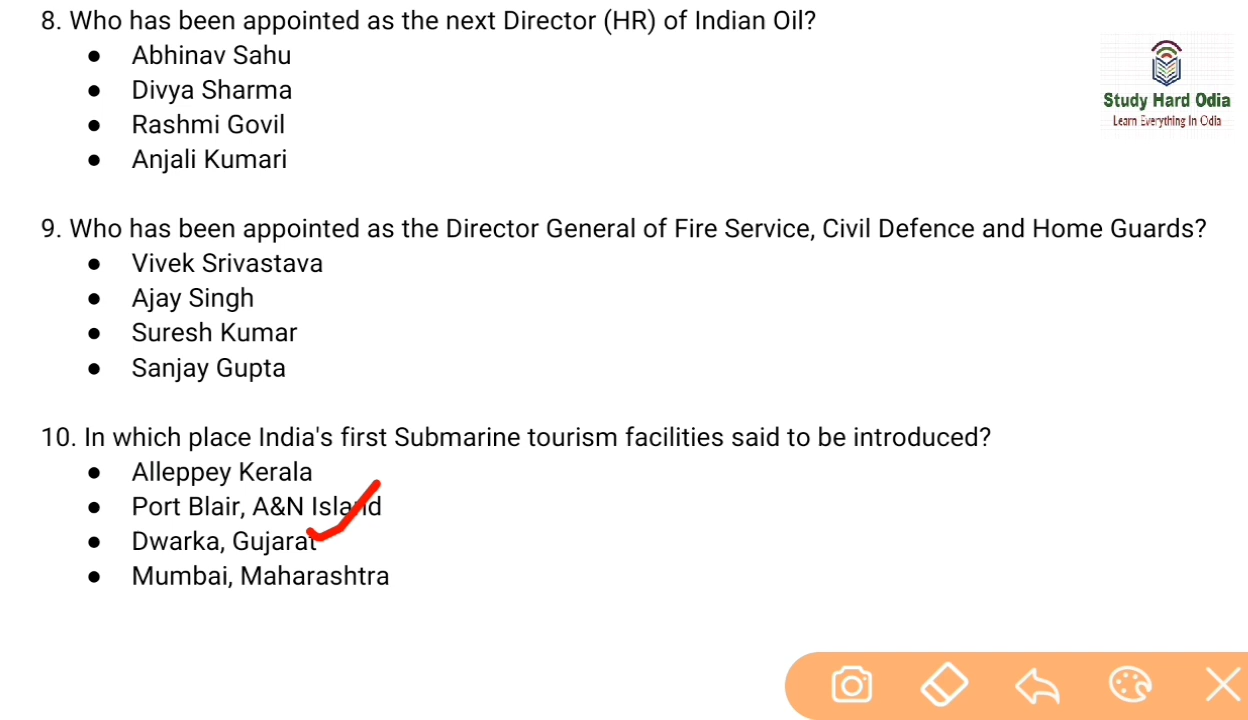 8. Who has been appointed as the next Director (HR) of Indian Oil?
● Abhinav Sahu
● Divya Sharma
● Rashmi Govil
● Anjali Kumari
Study Hard Odia
Learn Everything In Odia
9. Who has been appointed as the Director General of Fire Service, Civil Defence and Home Guards?
● Vivek Srivastava
● Ajay Singh
● Suresh Kumar
● Sanjay Gupta
10. In which place India's first Submarine tourism facilities said to be introduced?
● Alleppey Kerala
● Port Blair, A&N Island
● Dwarka, Gujarat
● Mumbai, Maharashtra